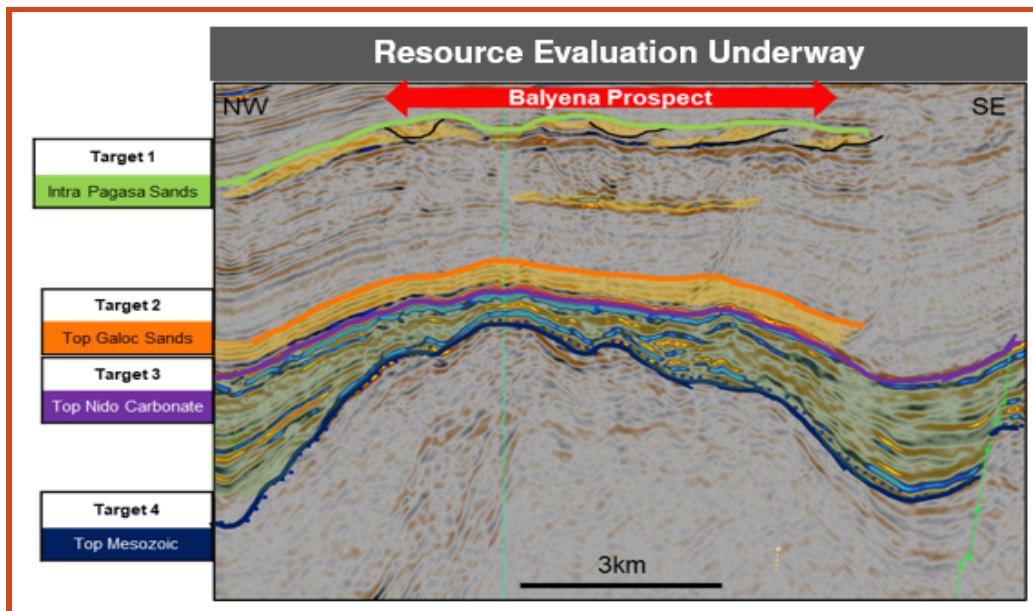 Resource Evaluation Underway
NW
Balyena Prospect
SE
Target 1
Intra Pagasa Sands
Target 2
Top Galoc Sands
Target 3
Top Nido Carbonate
Target 4
Top Mesozoic
3km